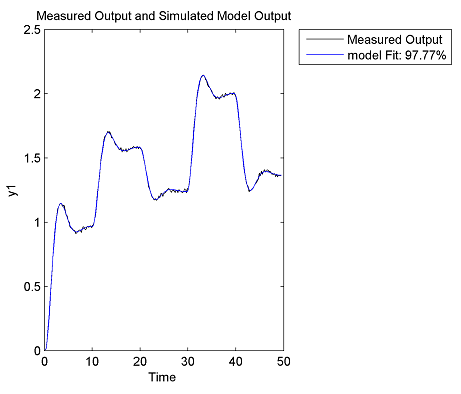 Measured Output and Simulated Model Output
Measured Output
model Fit: 97.77%
2.5
2
1.5
1
0.5
0
y1
0 10 20 30 40 50
Time